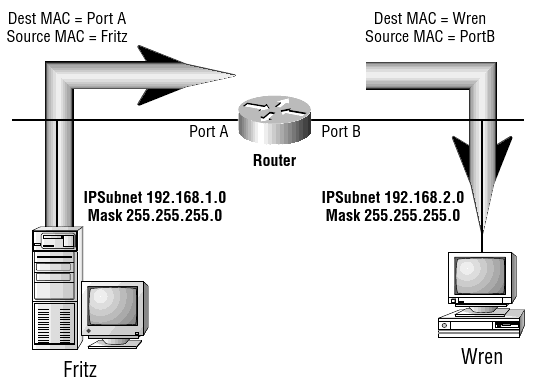 Dest MAC = Port A
Source MAC = Fritz
Dest MAC = Wren
Source MAC = PortB
Port A
Port B
Router
IPSubnet 192.168.1.0
Mask 255.255.255.0
IPSubnet 192.168.2.0
Mask 255.255.255.0
Fritz
Wren